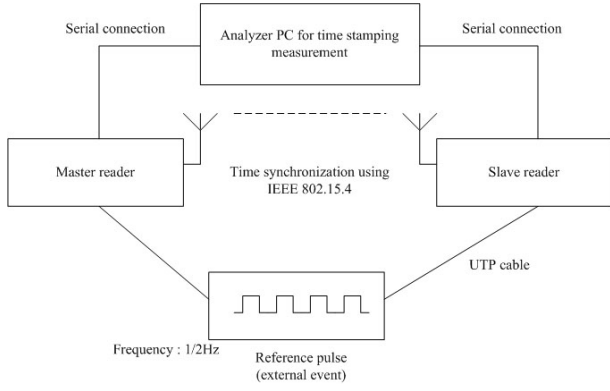 Serial connection
Analyzer PC for time stamping
measurement
Serial connection
Master reader
Time synchronization using
IEEE 802.15.4
Slave reader
UTP cable
Frequency : 1/2Hz
Reference pulse
(external event)